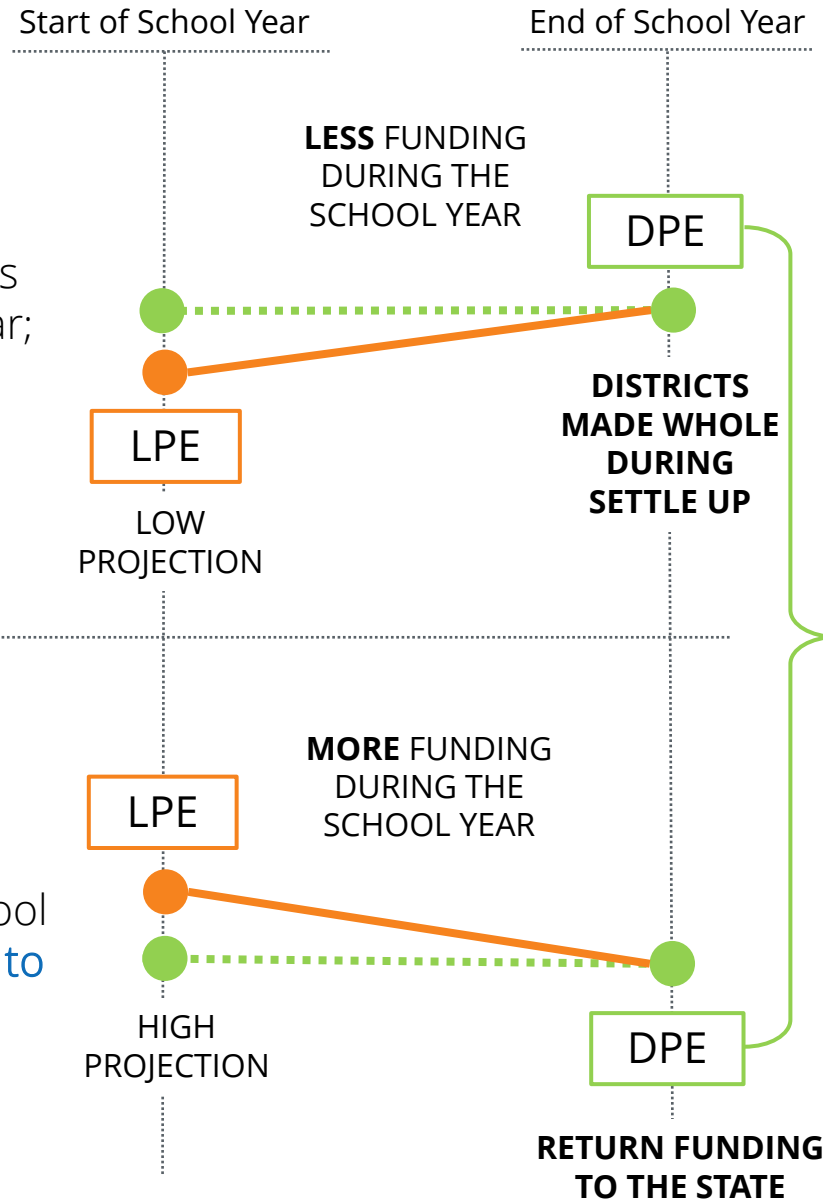 Start of School Year
End of School Year
LESS FUNDING
DURING THE
SCHOOL YEAR
DPE
LPE
LOW
PROJECTION
DISTRICTS
MADE WHOLE
DURING
SETTLE UP
MORE FUNDING
DURING THE
SCHOOL YEAR
LPE
to
HIGH
PROJECTION
DPE
RETURN FUNDING
TO THE STATE